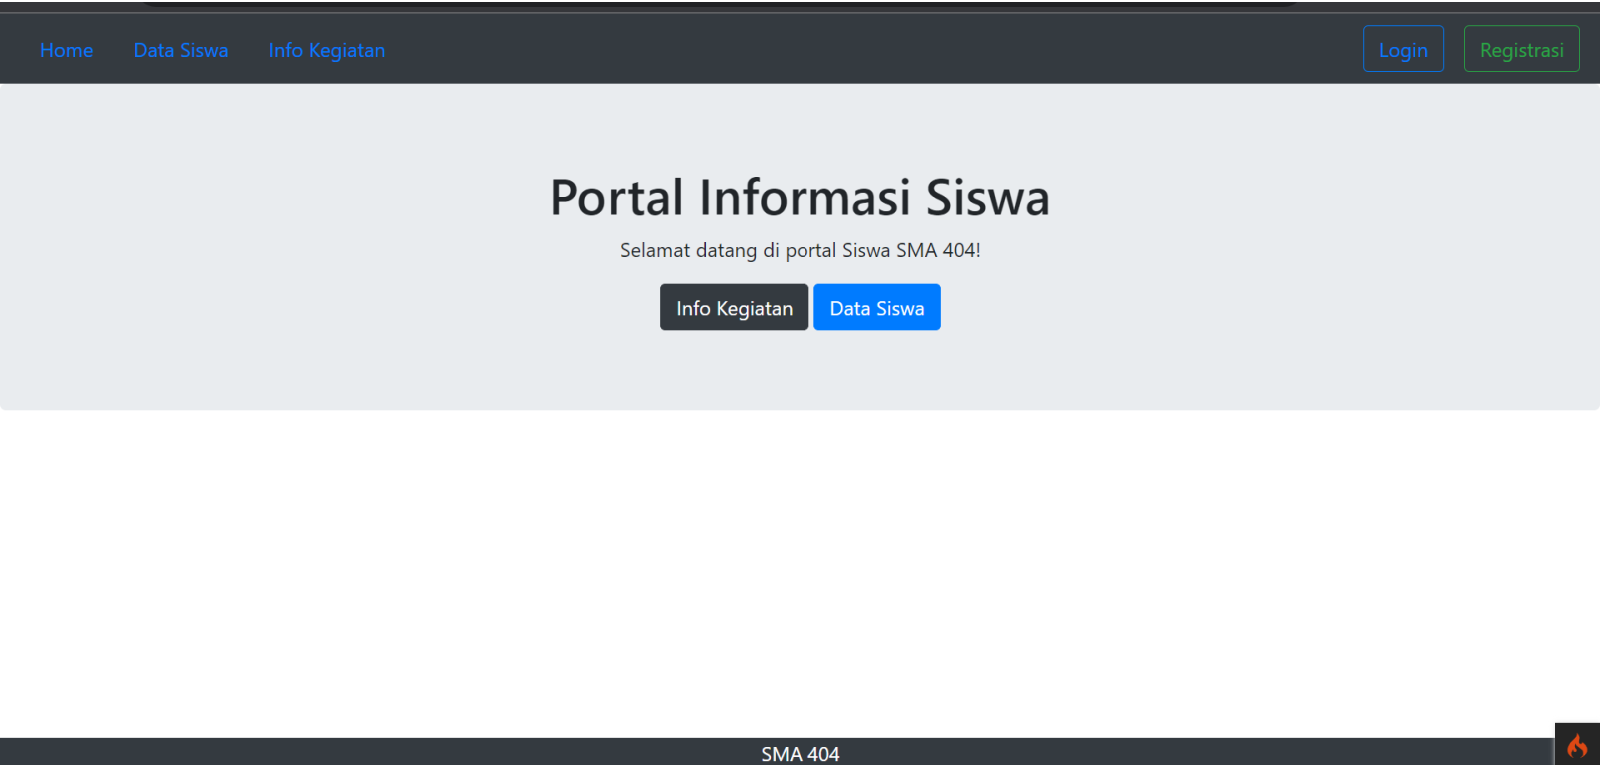 Home Data Siswa Info Kegiatan Login Registrasi
Portal Informasi Siswa
Selamat datang di portal Siswa SMA 404!
Info Kegiatan Data Siswa
SMA 404